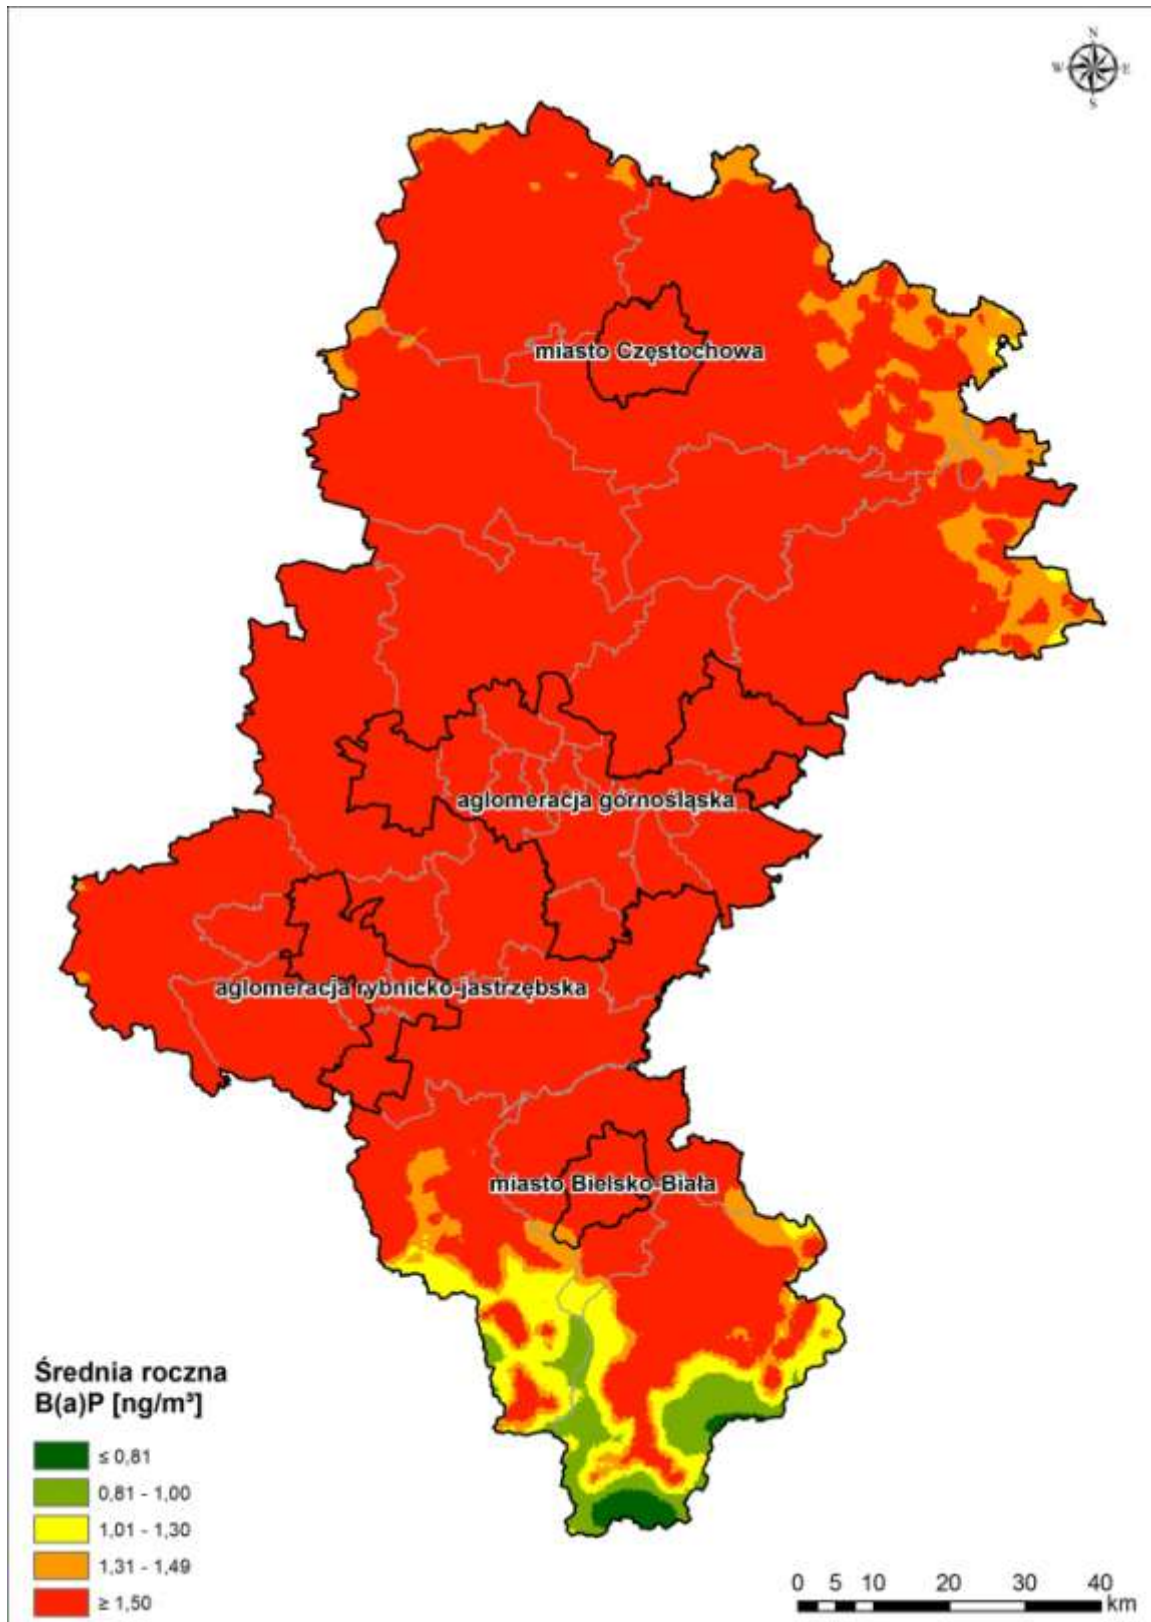 N
W E
S
miasto Częstochowa
aglomeracja górnośląska
aglomeracja rybnicko-jastrzębska
miasto Bielsko-Biała
Średnia roczna
B(a)P [ng/m³]
≤ 0,81
0,81 - 1,00
1,01 - 1,30
1,31 - 1,49
≥ 1,50
0 5 10 20 30 40
km